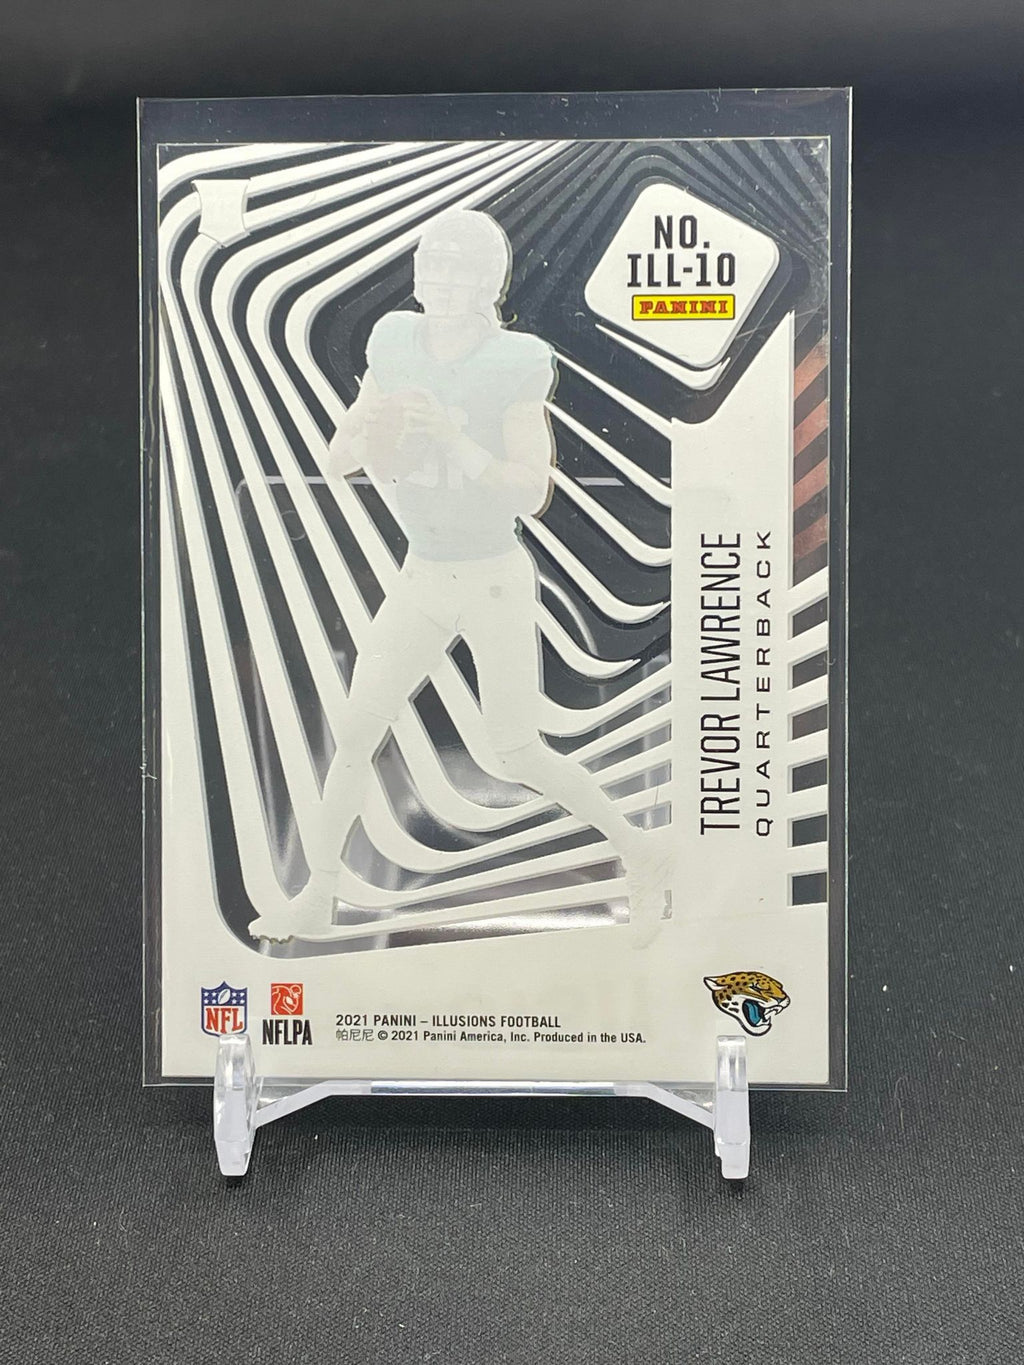 NO.
ILL-10
PANINI
TREVOR LAWRENCE
QUARTERBACK
NFL
NFLPA
2021 PANINI – ILLUSIONS FOOTBALL
帕尼尼 © 2021 Panini America, Inc. Produced in the USA.